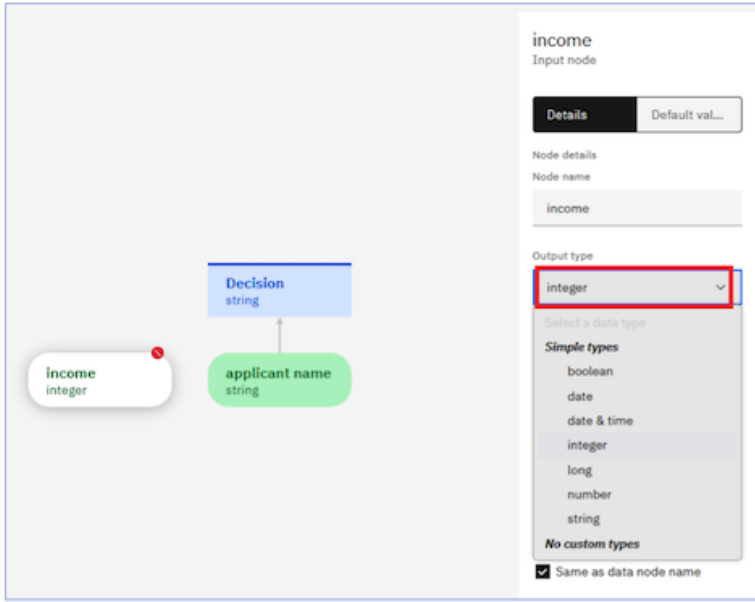 income
Input node
Details
Default val...
Node details
Node name
income
Output type
integer
Select a data type
Simple types
boolean
date
date & time
integer
long
number
string
No custom types
Same as data node name
Decision
string
income
integer
applicant name
string